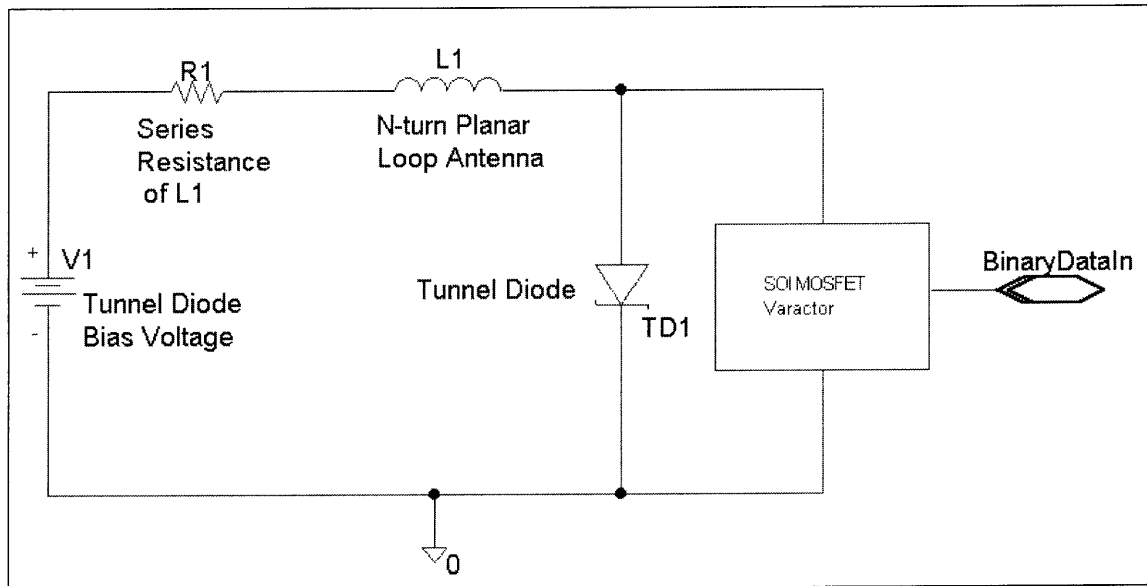 R1
L1
Series
Resistance
of L1
N-turn Planar
Loop Antenna
+
V1
Tunnel Diode
Bias Voltage
-
Tunnel Diode
TD1
SOI MOSFET
Varactor
BinaryDataIn
0